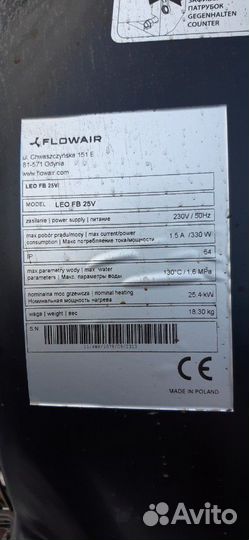 ЗАФИКС
ПАТРУБОК
GEGENHALTEN
COUNTER
FLOWAIR
ul. Chwaszczyńska 151 E
81-571 Gdynia
www.flowair.com
LEO FB 25V
MODEL LEO FB 25V
zasilanie | power supply | питание 230V / 50Hz
max pobór prądu/mocy | max current/power
consumption | Макс потребление тока/мощности 1.5 A / 330 W
IP 54
max parametry wody | max water
parameters | Макс. параметры воды 130°C / 1.6 MPa
nominalna moc grzewcza | nominal heating
Номинальная мощность нагрева 25.4 kW
waga | weight | вес 18.30 kg
S.N.
CE
MADE IN POLAND
Avito